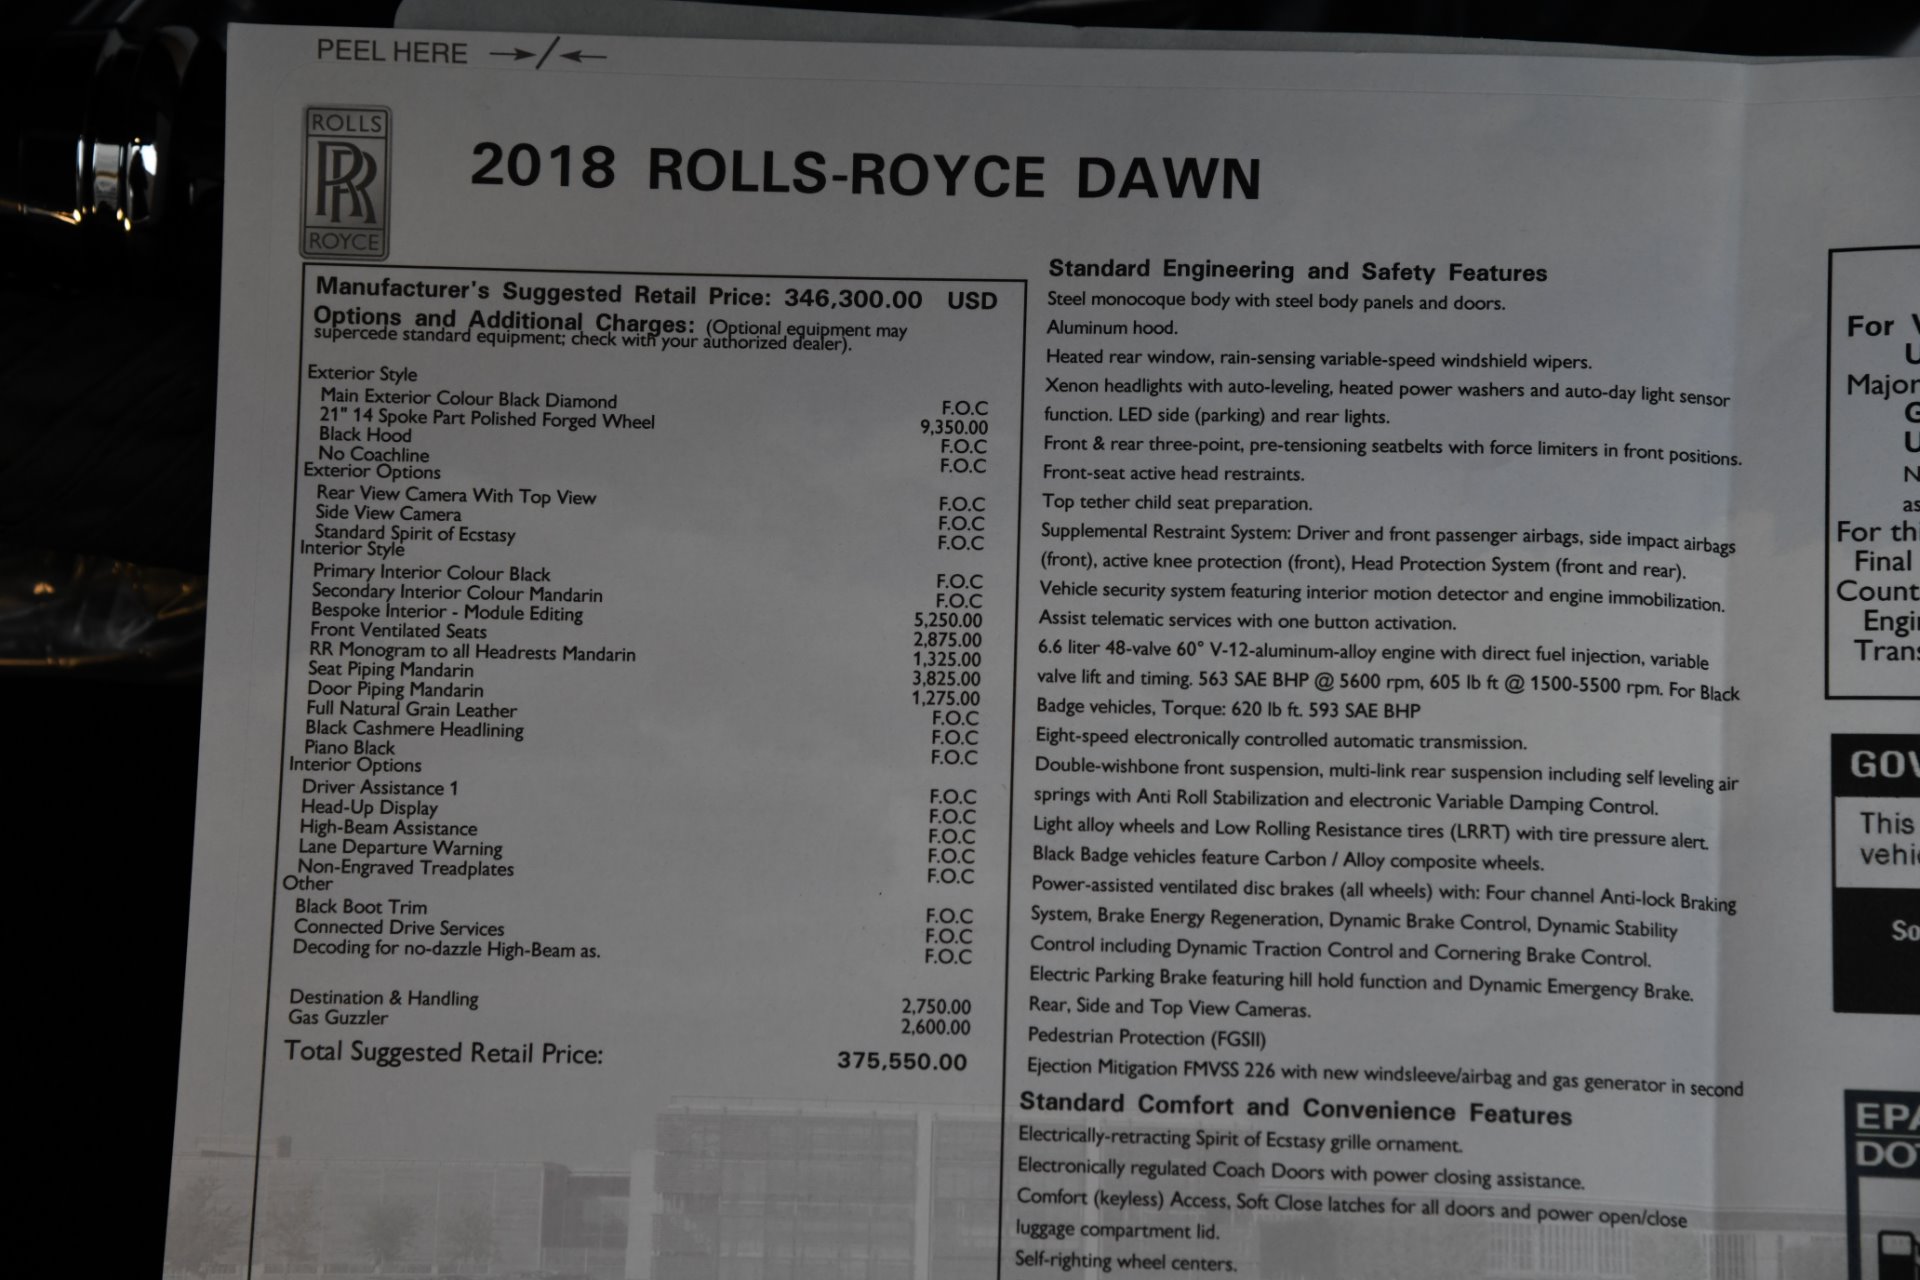 PEEL HERE →/←
ROLLS
RR
ROYCE
2018 ROLLS-ROYCE DAWN
Manufacturer's Suggested Retail Price: 346,300.00 USD
Options and Additional Charges: (Optional equipment may
supercede standard equipment; check with your authorized dealer).
Exterior Style
Main Exterior Colour Black Diamond F.O.C
21" 14 Spoke Part Polished Forged Wheel 9,350.00
Black Hood F.O.C
No Coachline F.O.C
Exterior Options
Rear View Camera With Top View F.O.C
Side View Camera F.O.C
Standard Spirit of Ecstasy F.O.C
Interior Style
Primary Interior Colour Black F.O.C
Secondary Interior Colour Mandarin F.O.C
Bespoke Interior - Module Editing 5,250.00
Front Ventilated Seats 2,875.00
RR Monogram to all Headrests Mandarin 1,325.00
Seat Piping Mandarin 3,825.00
Door Piping Mandarin 1,275.00
Full Natural Grain Leather F.O.C
Black Cashmere Headlining F.O.C
Piano Black F.O.C
Interior Options
Driver Assistance 1 F.O.C
Head-Up Display F.O.C
High-Beam Assistance F.O.C
Lane Departure Warning F.O.C
Non-Engraved Treadplates F.O.C
Other
Black Boot Trim F.O.C
Connected Drive Services F.O.C
Decoding for no-dazzle High-Beam as. F.O.C
Destination & Handling 2,750.00
Gas Guzzler 2,600.00
Total Suggested Retail Price: 375,550.00
Standard Engineering and Safety Features
Steel monocoque body with steel body panels and doors.
Aluminum hood.
Heated rear window, rain-sensing variable-speed windshield wipers.
Xenon headlights with auto-leveling, heated power washers and auto-day light sensor
function. LED side (parking) and rear lights.
Front & rear three-point, pre-tensioning seatbelts with force limiters in front positions.
Front-seat active head restraints.
Top tether child seat preparation.
Supplemental Restraint System: Driver and front passenger airbags, side impact airbags
(front), active knee protection (front), Head Protection System (front and rear).
Vehicle security system featuring interior motion detector and engine immobilization.
Assist telematic services with one button activation.
6.6 liter 48-valve 60° V-12-aluminum-alloy engine with direct fuel injection, variable
valve lift and timing. 563 SAE BHP @ 5600 rpm, 605 lb ft @ 1500-5500 rpm. For Black
Badge vehicles, Torque: 620 lb ft. 593 SAE BHP
Eight-speed electronically controlled automatic transmission.
Double-wishbone front suspension, multi-link rear suspension including self leveling air
springs with Anti Roll Stabilization and electronic Variable Damping Control.
Light alloy wheels and Low Rolling Resistance tires (LRRT) with tire pressure alert.
Black Badge vehicles feature Carbon / Alloy composite wheels.
Power-assisted ventilated disc brakes (all wheels) with: Four channel Anti-lock Braking
System, Brake Energy Regeneration, Dynamic Brake Control, Dynamic Stability
Control including Dynamic Traction Control and Cornering Brake Control.
Electric Parking Brake featuring hill hold function and Dynamic Emergency Brake.
Rear, Side and Top View Cameras.
Pedestrian Protection (FGSII)
Ejection Mitigation FMVSS 226 with new windsleeve/airbag and gas generator in second
Standard Comfort and Convenience Features
Electrically-retracting Spirit of Ecstasy grille ornament.
Electronically regulated Coach Doors with power closing assistance.
Comfort (keyless) Access, Soft Close latches for all doors and power open/close
luggage compartment lid.
Self-righting wheel centers.
For
Major
as
For thi
Final
Count
Engi
Trans
GOV
This
vehic
So
EPA
DOT